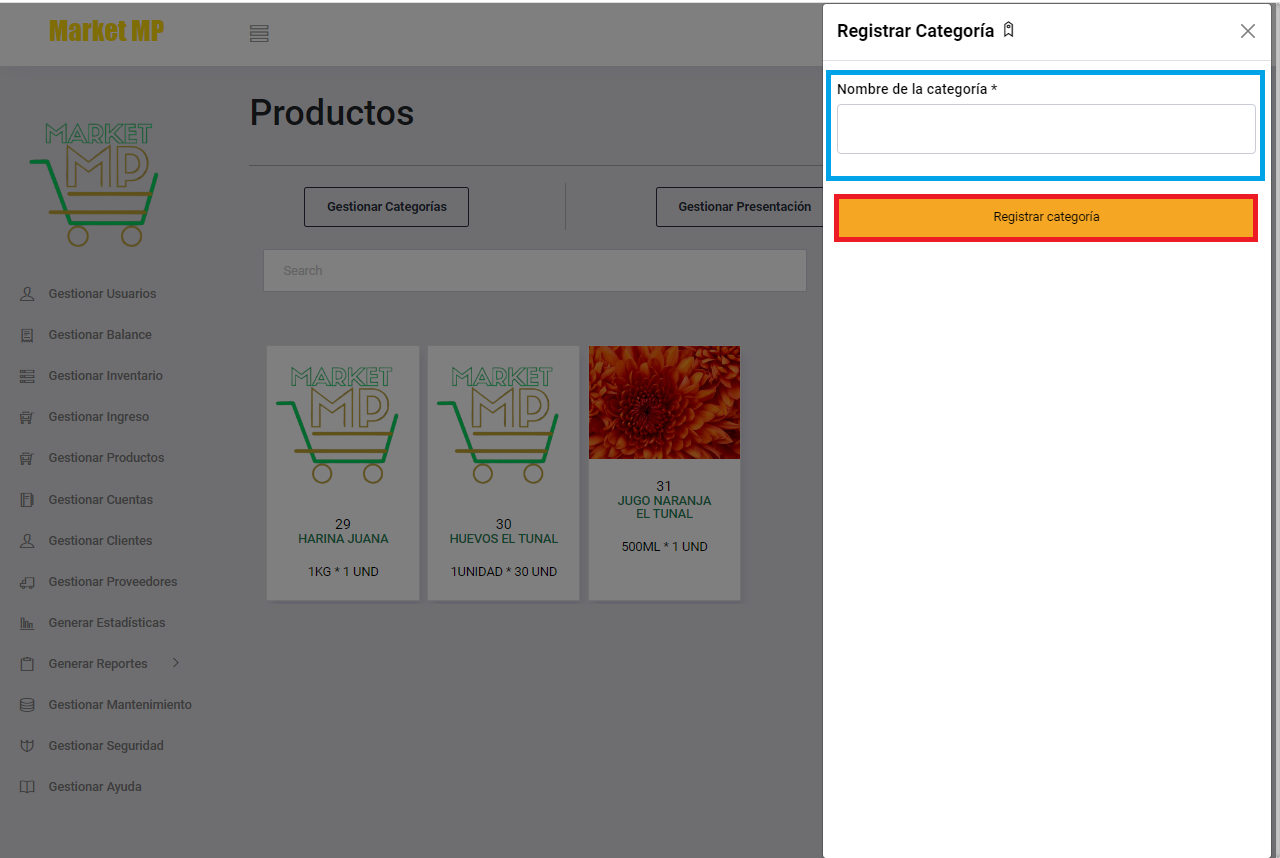 Market MP
Registrar Categoría
Nombre de la categoría *
Registrar categoría
MARKET
MP
Gestionar Usuarios
Gestionar Balance
Gestionar Inventario
Gestionar Ingreso
Gestionar Productos
Gestionar Cuentas
Gestionar Clientes
Gestionar Proveedores
Generar Estadísticas
Generar Reportes
Gestionar Mantenimiento
Gestionar Seguridad
Gestionar Ayuda
Productos
Gestionar Categorías
Gestionar Presentación
Search
MARKET
MP
29
HARINA JUANA
1KG * 1 UND
MARKET
MP
30
HUEVOS EL TUNAL
1UNIDAD * 30 UND
31
JUGO NARANJA
EL TUNAL
500ML * 1 UND